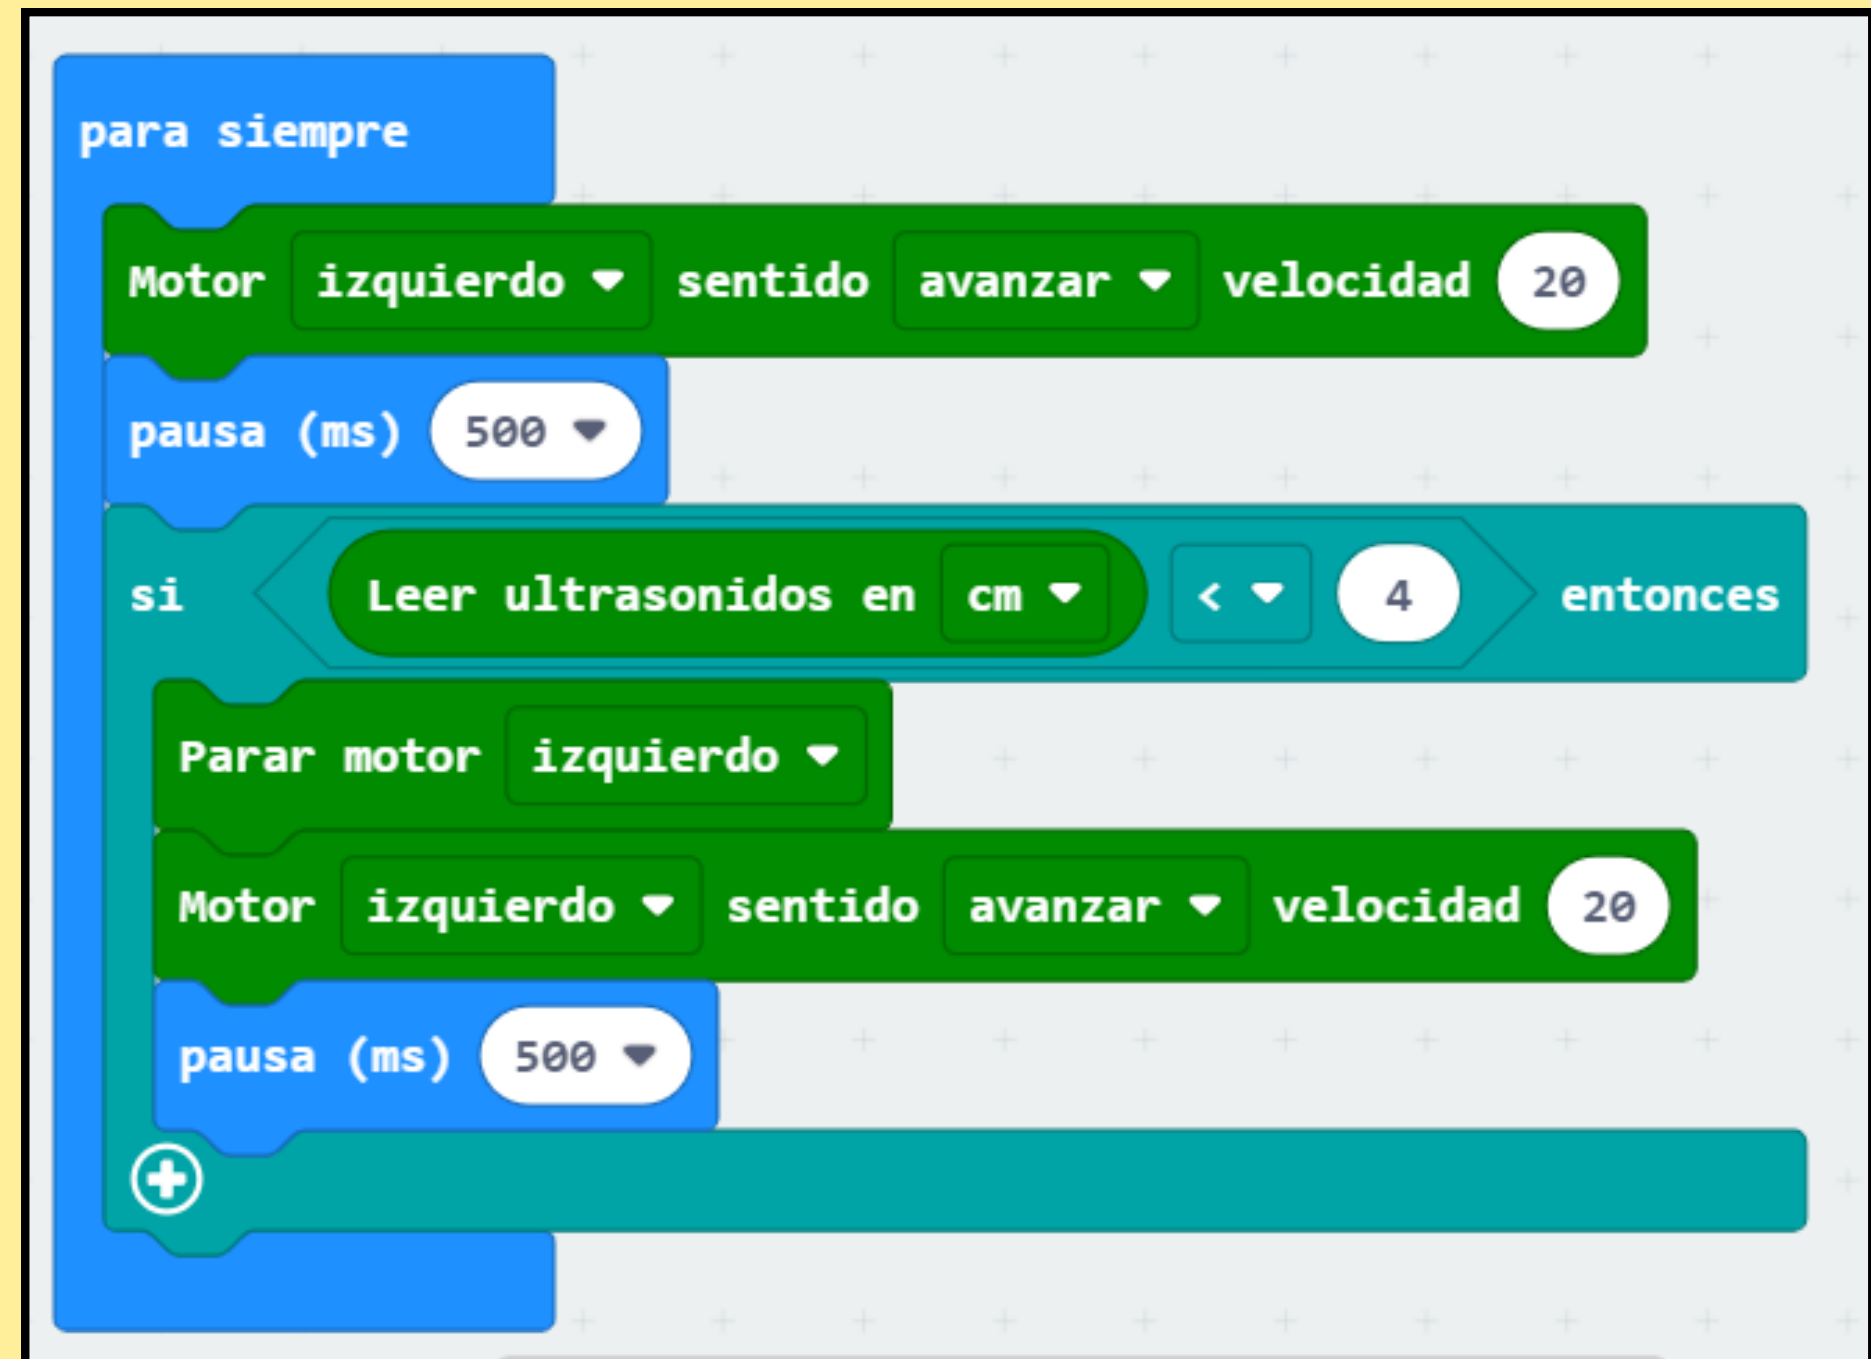 para siempre
Motor izquierdo sentido avanzar velocidad 20
pausa (ms) 500
si Leer ultrasonidos en cm < 4 entonces
Parar motor izquierdo
Motor izquierdo sentido avanzar velocidad 20
pausa (ms) 500